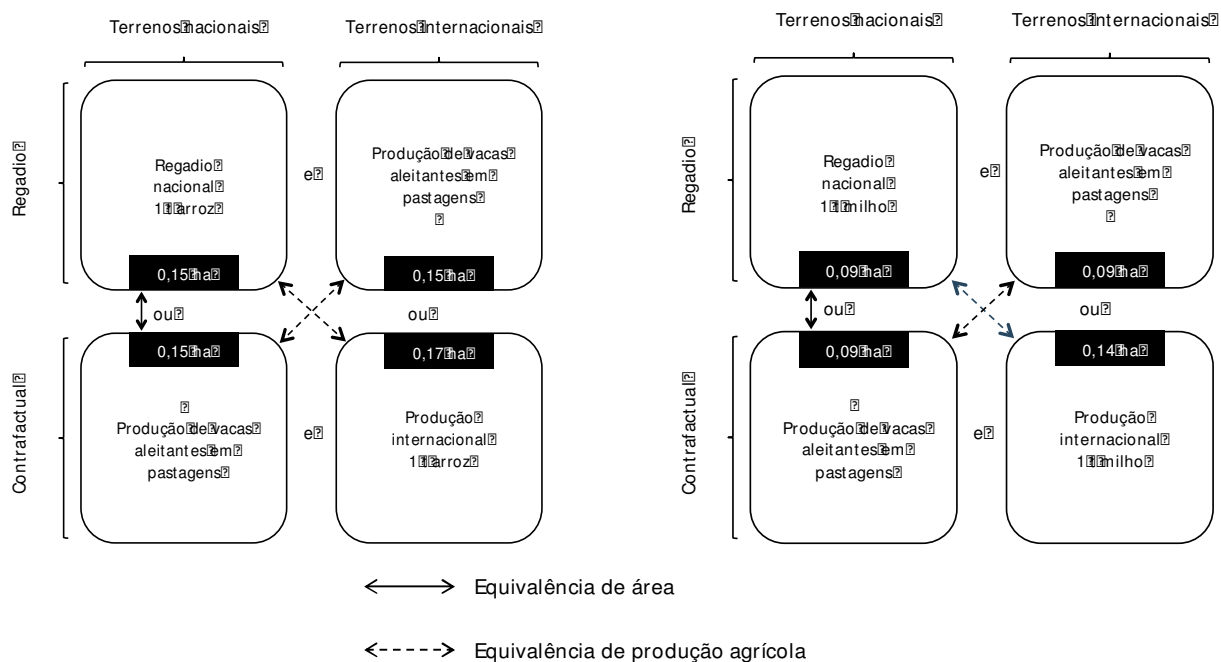 Terrenos nacionais
Terrenos internacionais
Regadio
Regadio
nacional
1 t arroz
0,15 ha
e
Produção de vacas
aleitantes em
pastagens
0,15 ha
ou
ou
Contrafactual
0,15 ha
Produção de vacas
aleitantes em
pastagens
e
0,17 ha
Produção
internacional
1 t arroz
Terrenos nacionais
Terrenos internacionais
Regadio
Regadio
nacional
1 t milho
0,09 ha
e
Produção de vacas
aleitantes em
pastagens
0,09 ha
ou
ou
Contrafactual
0,09 ha
Produção de vacas
aleitantes em
pastagens
e
0,14 ha
Produção
internacional
1 t milho
Equivalência de área
Equivalência de produção agrícola